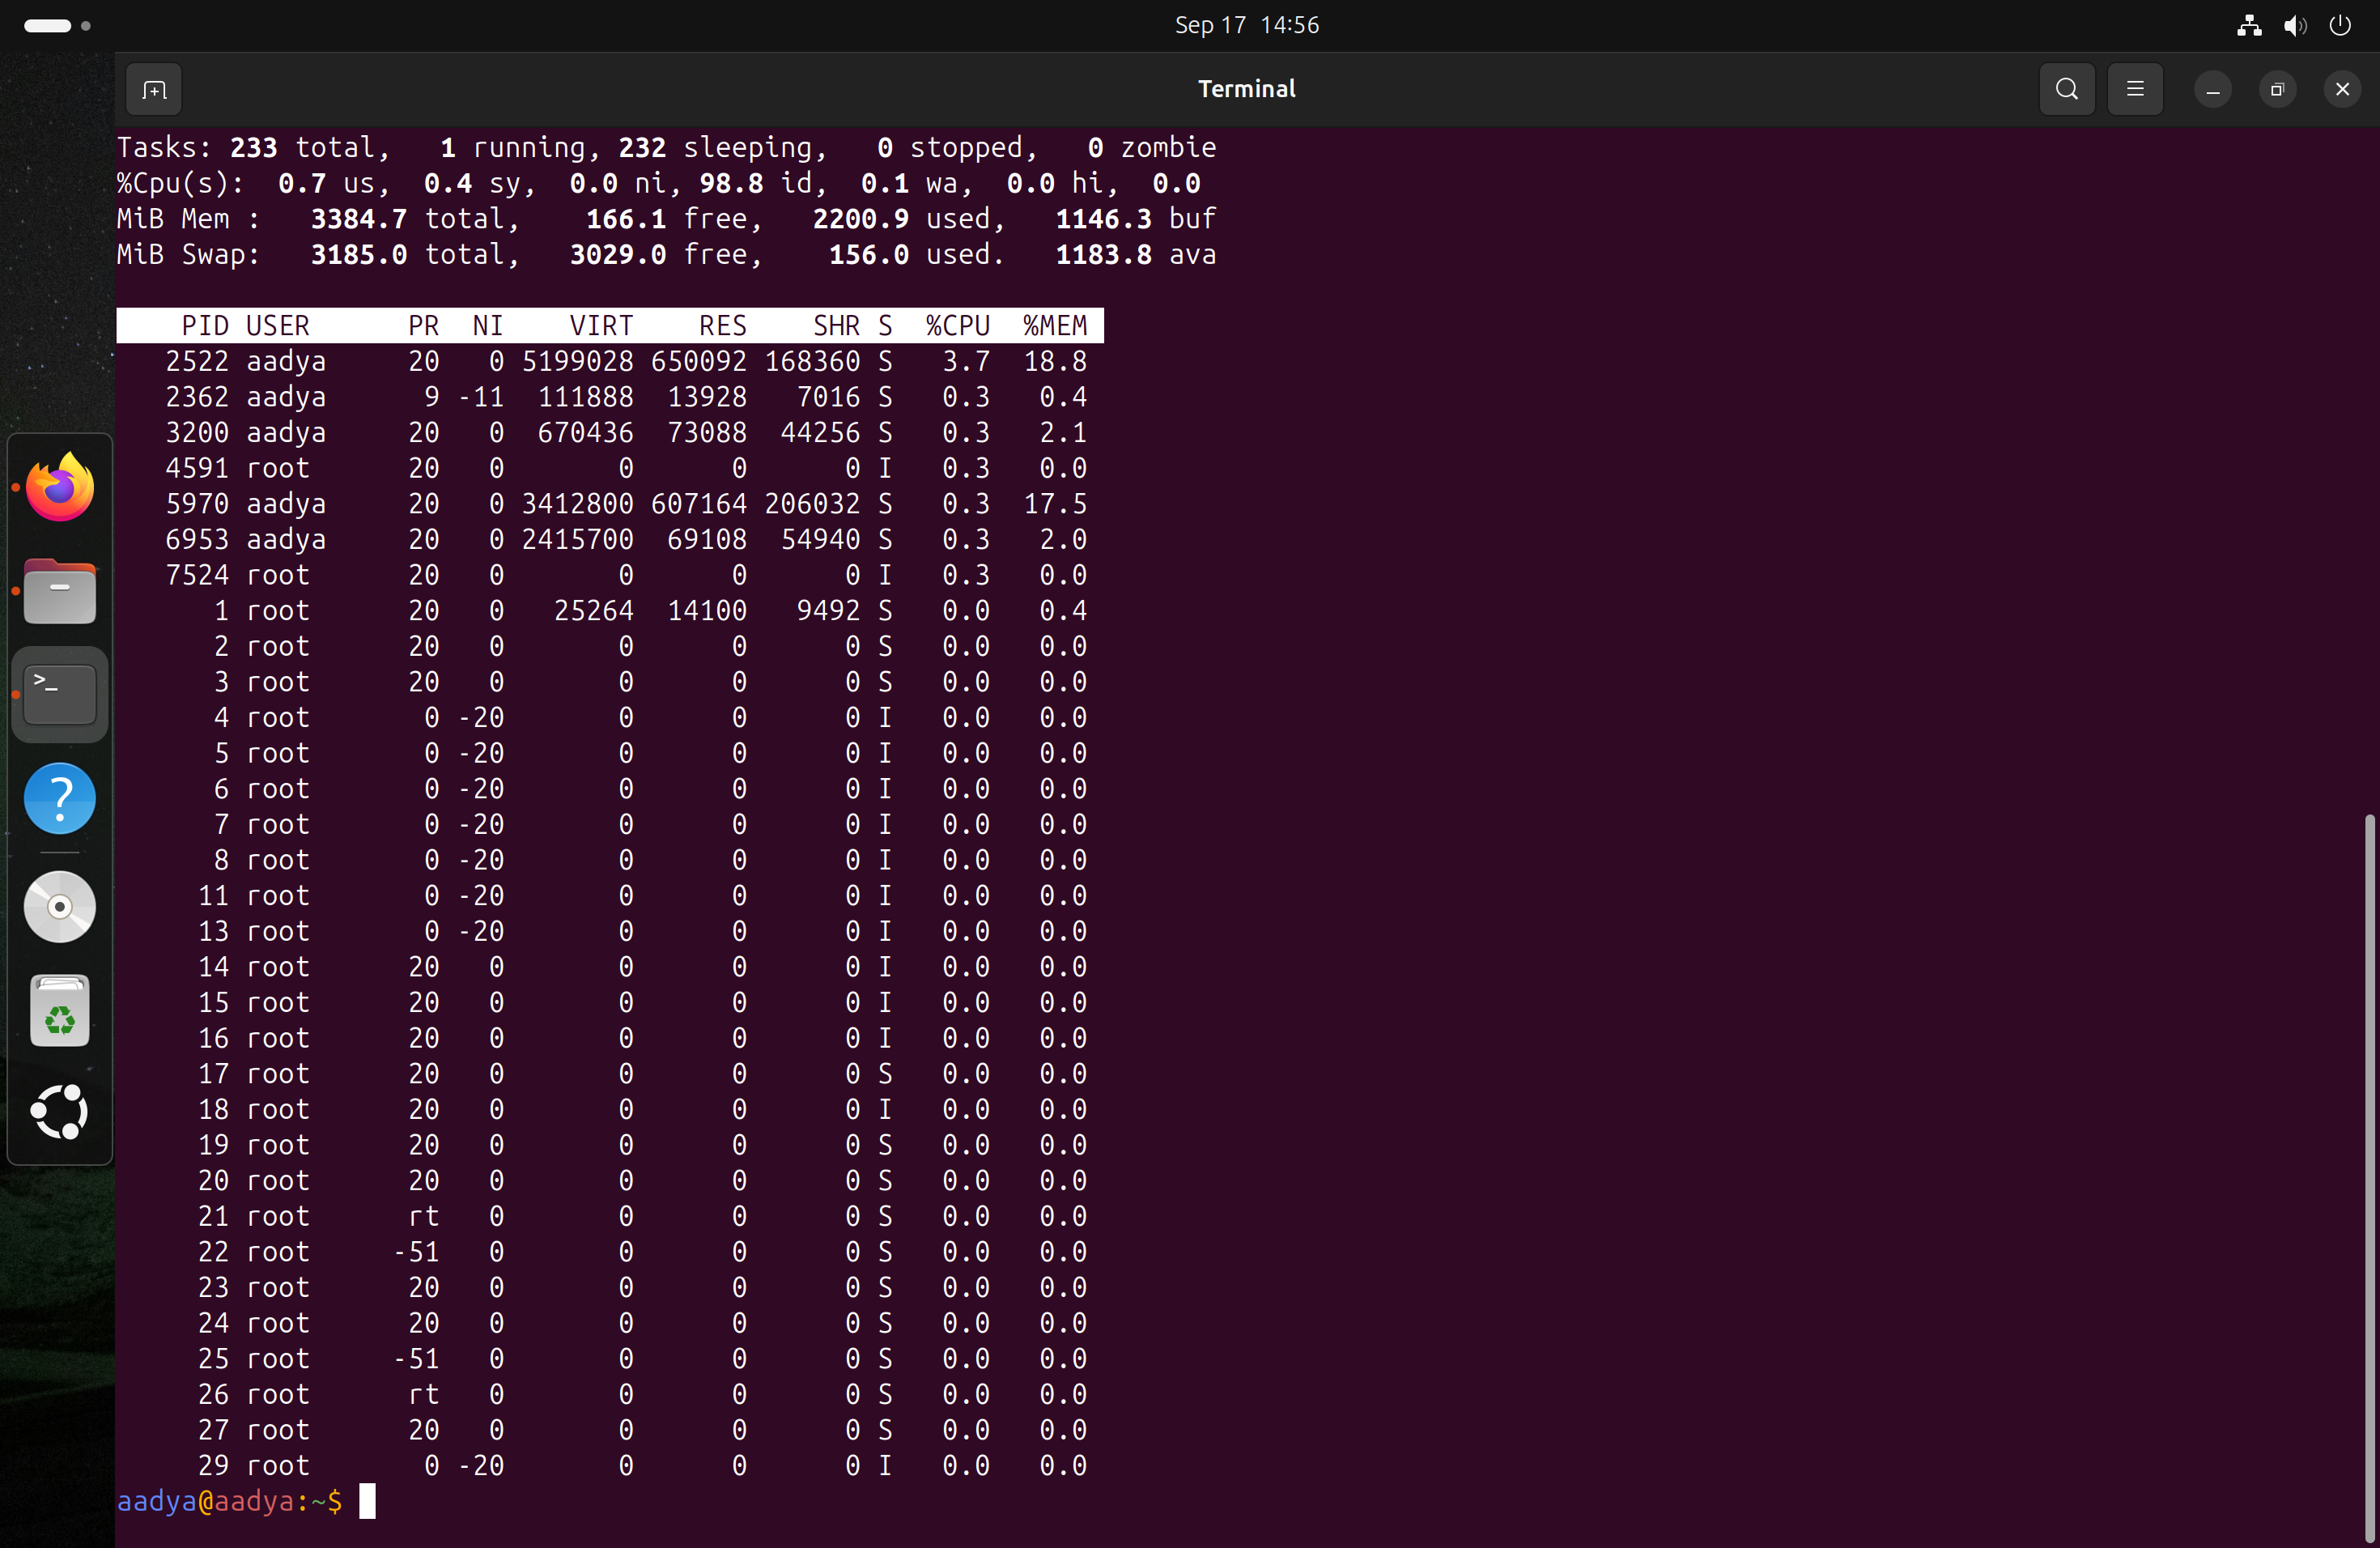 Sep 17 14:56
Terminal
Tasks: 233 total, 1 running, 232 sleeping, 0 stopped, 0 zombie
%Cpu(s): 0.7 us, 0.4 sy, 0.0 ni, 98.8 id, 0.1 wa, 0.0 hi, 0.0
MiB Mem : 3384.7 total, 166.1 free, 2200.9 used, 1146.3 buf
MiB Swap: 3185.0 total, 3029.0 free, 156.0 used. 1183.8 ava
PID USER PR NI VIRT RES SHR S %CPU %MEM
2522 aadya 20 0 5199028 650092 168360 S 3.7 18.8
2362 aadya 9 -11 111888 13928 7016 S 0.3 0.4
3200 aadya 20 0 670436 73088 44256 S 0.3 2.1
4591 root 20 0 0 0 0 I 0.3 0.0
5970 aadya 20 0 3412800 607164 206032 S 0.3 17.5
6953 aadya 20 0 2415700 69108 54940 S 0.3 2.0
7524 root 20 0 0 0 0 I 0.3 0.0
1 root 20 0 25264 14100 9492 S 0.0 0.4
2 root 20 0 0 0 0 S 0.0 0.0
3 root 20 0 0 0 0 S 0.0 0.0
4 root 0 -20 0 0 0 I 0.0 0.0
5 root 0 -20 0 0 0 I 0.0 0.0
6 root 0 -20 0 0 0 I 0.0 0.0
7 root 0 -20 0 0 0 I 0.0 0.0
8 root 0 -20 0 0 0 I 0.0 0.0
11 root 0 -20 0 0 0 I 0.0 0.0
13 root 0 -20 0 0 0 I 0.0 0.0
14 root 20 0 0 0 0 I 0.0 0.0
15 root 20 0 0 0 0 I 0.0 0.0
16 root 20 0 0 0 0 I 0.0 0.0
17 root 20 0 0 0 0 S 0.0 0.0
18 root 20 0 0 0 0 I 0.0 0.0
19 root 20 0 0 0 0 S 0.0 0.0
20 root 20 0 0 0 0 S 0.0 0.0
21 root rt 0 0 0 0 S 0.0 0.0
22 root -51 0 0 0 0 S 0.0 0.0
23 root 20 0 0 0 0 S 0.0 0.0
24 root 20 0 0 0 0 S 0.0 0.0
25 root -51 0 0 0 0 S 0.0 0.0
26 root rt 0 0 0 0 S 0.0 0.0
27 root 20 0 0 0 0 S 0.0 0.0
29 root 0 -20 0 0 0 I 0.0 0.0
aadya@aadya:~$